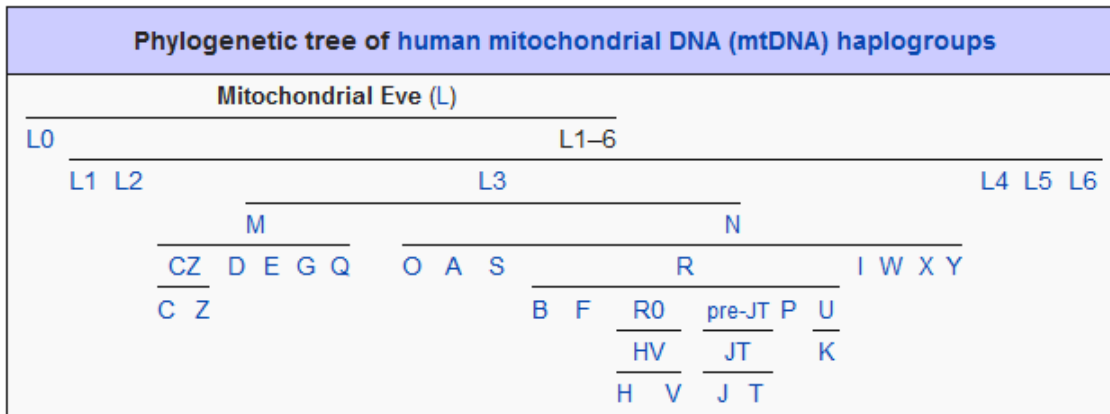 Phylogenetic tree of human mitochondrial DNA (mtDNA) haplogroups
Mitochondrial Eve (L)
L0 L1–6
L1 L2 L3 L4 L5 L6
M N
CZ D E G Q O A S R I W X Y
C Z B F R0 pre-JT P U
HV JT K
H V J T